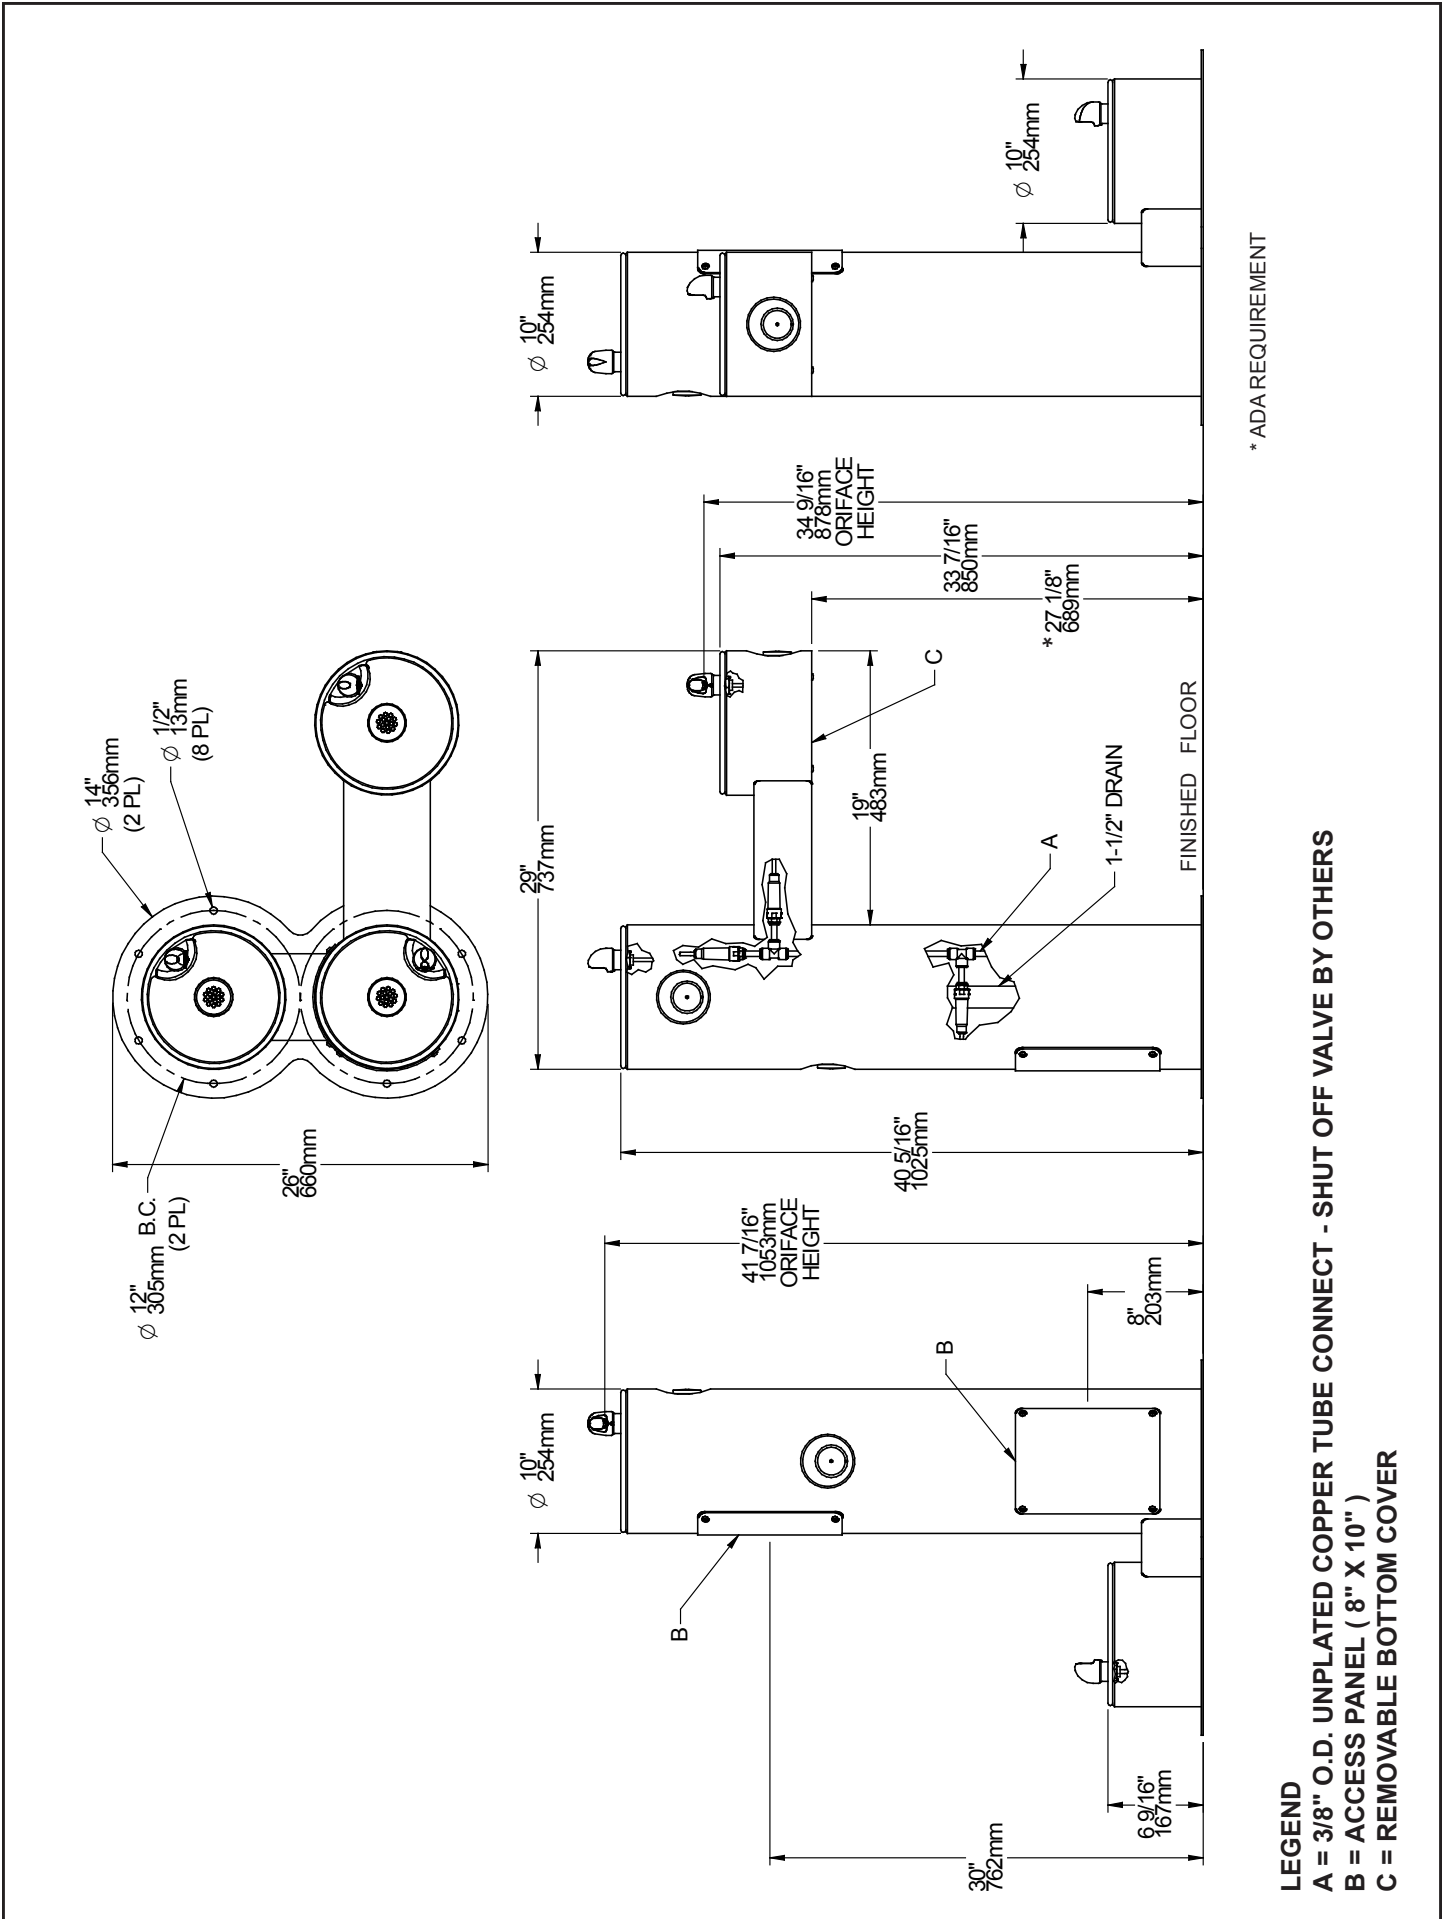 Ø 12"
305mm B.C.
(2 PL)
26"
660mm
Ø 14"
356mm
(2 PL)
Ø 1/2"
13mm
(8 PL)
Ø 10"
254mm
29"
737mm
Ø 10"
254mm
B
B
41 7/16"
1053mm
ORIFACE
HEIGHT
40 5/16"
1025mm
19"
483mm
C
34 9/16"
878mm
ORIFACE
HEIGHT
33 7/16"
850mm
* 27 1/8"
689mm
Ø 10"
254mm
30"
762mm
6 9/16"
167mm
8"
203mm
A
1-1/2" DRAIN
FINISHED FLOOR
* ADA REQUIREMENT
LEGEND
A = 3/8" O.D. UNPLATED COPPER TUBE CONNECT - SHUT OFF VALVE BY OTHERS
B = ACCESS PANEL ( 8" X 10" )
C = REMOVABLE BOTTOM COVER